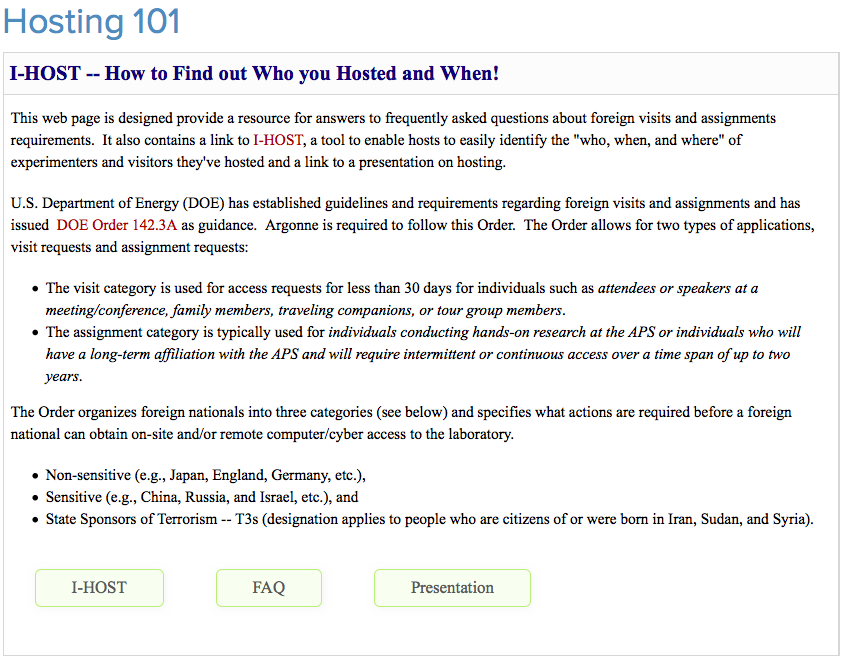 Hosting 101
I-HOST -- How to Find out Who you Hosted and When!
This web page is designed provide a resource for answers to frequently asked questions about foreign visits and assignments
requirements.  It also contains a link to I-HOST, a tool to enable hosts to easily identify the "who, when, and where" of
experimenters and visitors they've hosted and a link to a presentation on hosting.
U.S. Department of Energy (DOE) has established guidelines and requirements regarding foreign visits and assignments and has
issued  DOE Order 142.3A as guidance.  Argonne is required to follow this Order.  The Order allows for two types of applications,
visit requests and assignment requests:
• The visit category is used for access requests for less than 30 days for individuals such as attendees or speakers at a
meeting/conference, family members, traveling companions, or tour group members.
• The assignment category is typically used for individuals conducting hands-on research at the APS or individuals who will
have a long-term affiliation with the APS and will require intermittent or continuous access over a time span of up to two
years.
The Order organizes foreign nationals into three categories (see below) and specifies what actions are required before a foreign
national can obtain on-site and/or remote computer/cyber access to the laboratory.
• Non-sensitive (e.g., Japan, England, Germany, etc.),
• Sensitive (e.g., China, Russia, and Israel, etc.), and
• State Sponsors of Terrorism -- T3s (designation applies to people who are citizens of or were born in Iran, Sudan, and Syria).
I-HOST FAQ Presentation